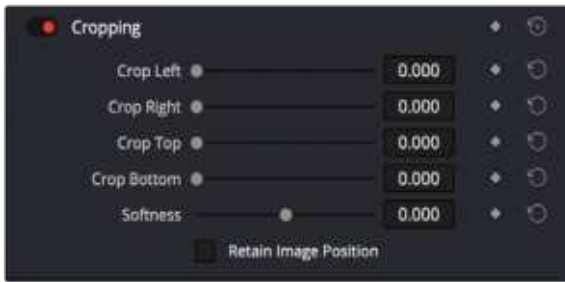 Cropping
Crop Left 0.000
Crop Right 0.000
Crop Top 0.000
Crop Bottom 0.000
Softness 0.000
Retain Image Position